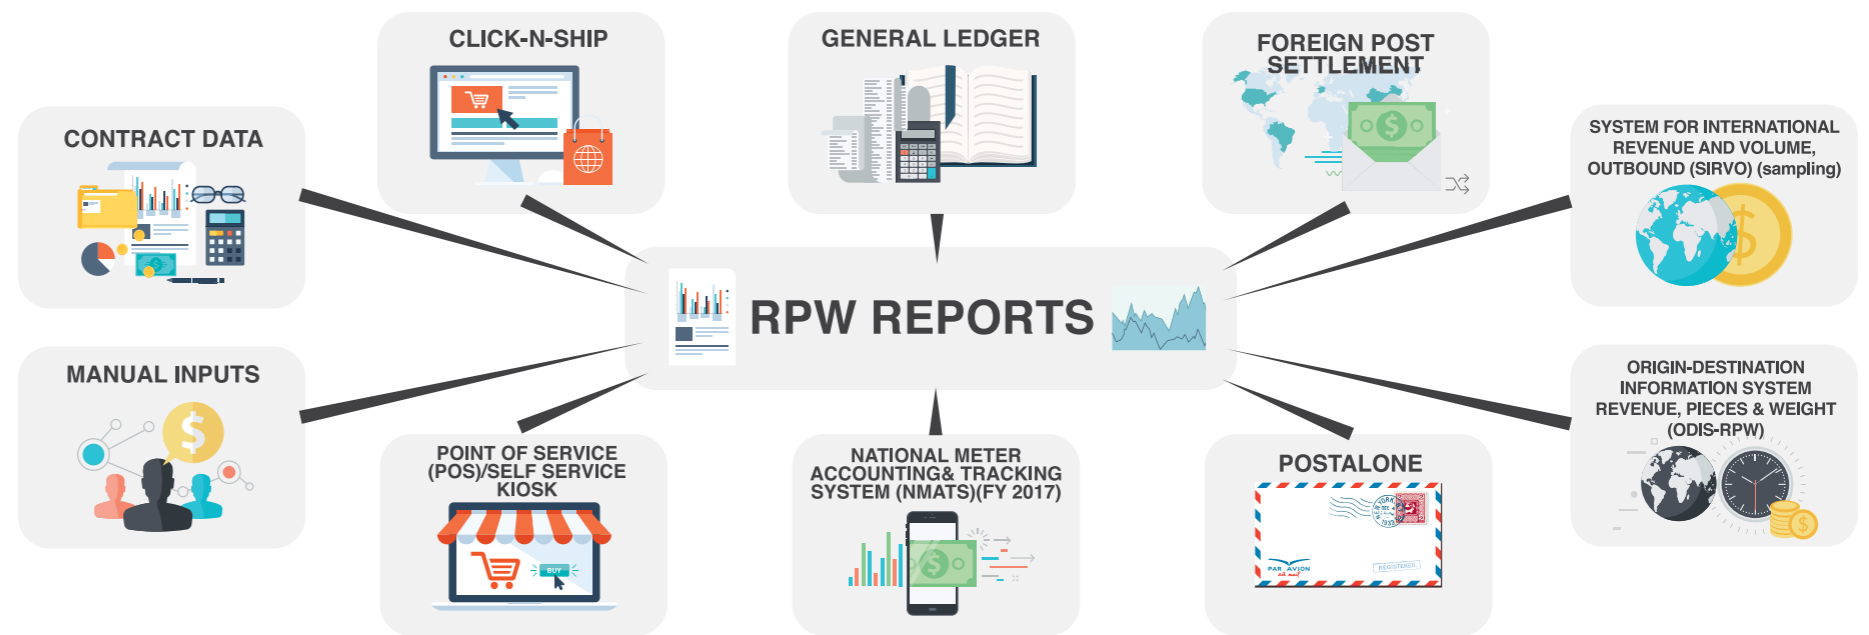 CLICK-N-SHIP
GENERAL LEDGER
FOREIGN POST
SETTLEMENT
CONTRACT DATA
SYSTEM FOR INTERNATIONAL
REVENUE AND VOLUME,
OUTBOUND (SIRVO) (sampling)
RPW REPORTS
MANUAL INPUTS
ORIGIN-DESTINATION
INFORMATION SYSTEM
REVENUE, PIECES & WEIGHT
(ODIS-RPW)
POINT OF SERVICE
(POS)/SELF SERVICE
KIOSK
BUY
NATIONAL METER
ACCOUNTING& TRACKING
SYSTEM (NMATS)(FY 2017)
POSTALONE
PAR AVION
REGISTERED